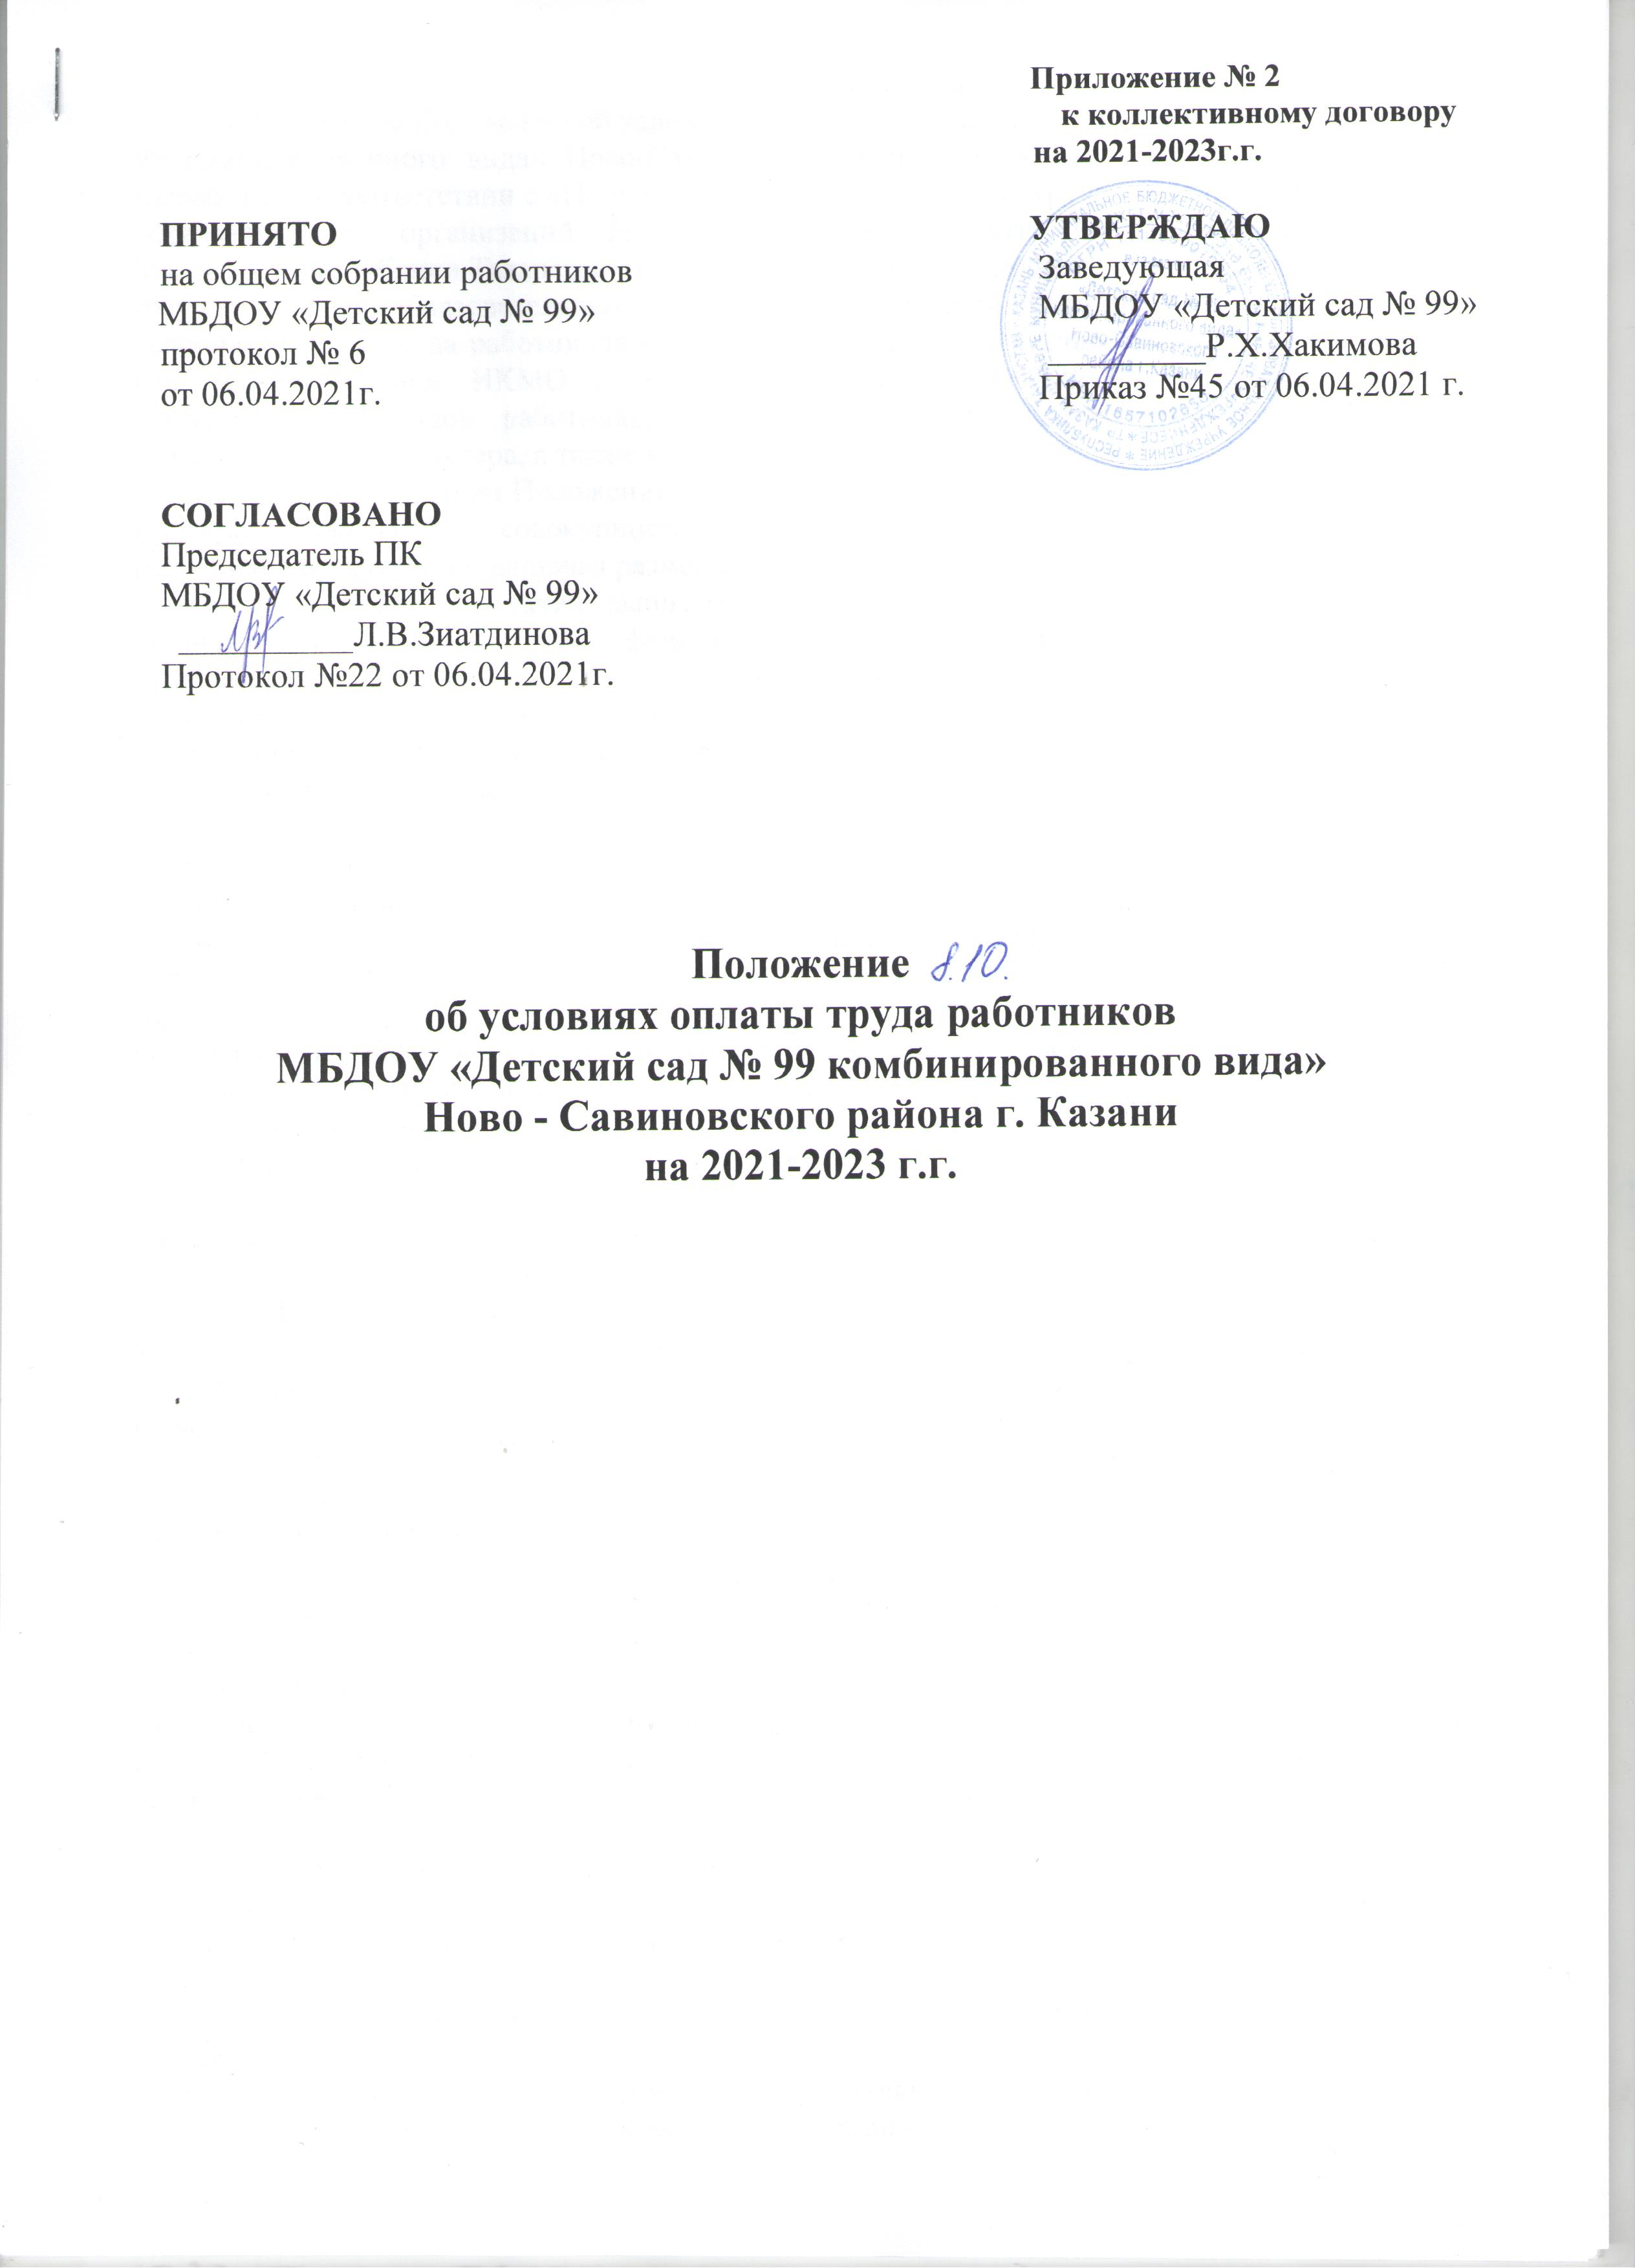 Приложение № 2
к коллективному договору
на 2021-2023г.г.
ПРИНЯТО
на общем собрании работников
МБДОУ «Детский сад № 99»
протокол № 6
от 06.04.2021г.
УТВЕРЖДАЮ
Заведующая
МБДОУ «Детский сад № 99»
Р.Х.Хакимова
Приказ №45 от 06.04.2021 г.
СОГЛАСОВАНО
Председатель ПК
МБДОУ «Детский сад № 99»
Л.В.Зиатдинова
Протокол №22 от 06.04.2021г.
Положение 8.10.
об условиях оплаты труда работников
МБДОУ «Детский сад № 99 комбинированного вида»
Ново - Савиновского района г. Казани
на 2021-2023 г.г.